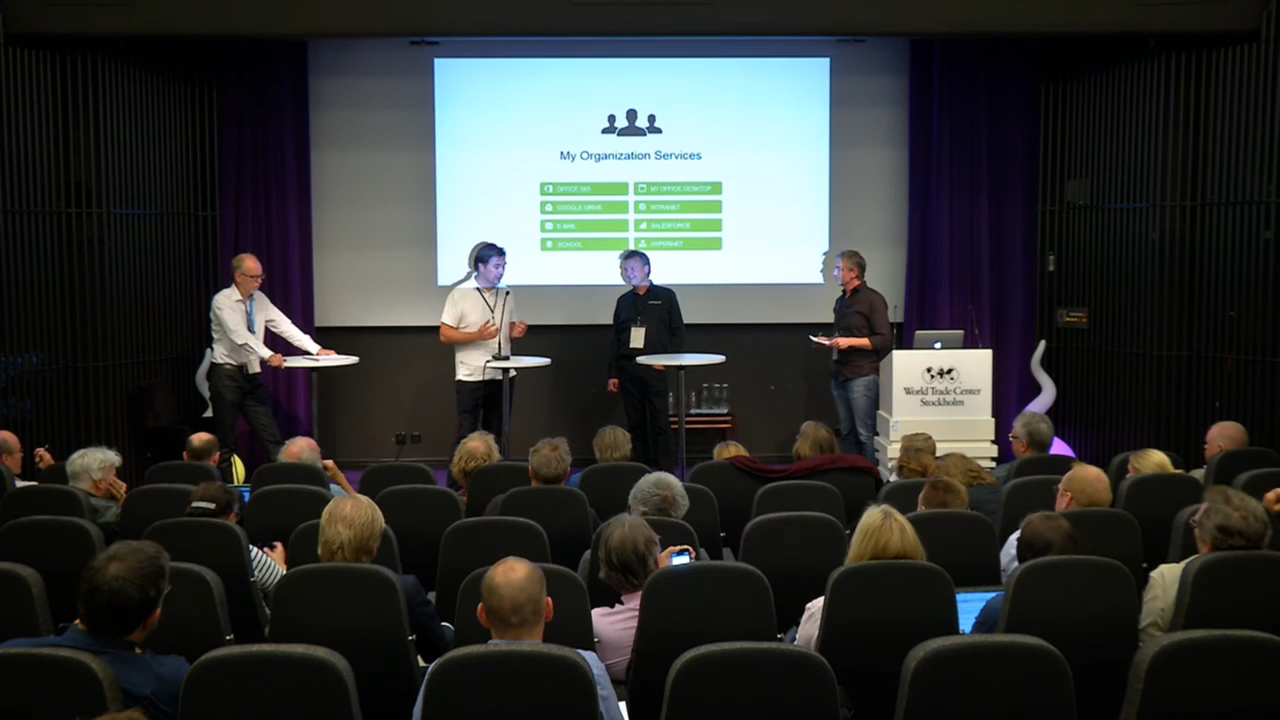 My Organization Services
OFFICE 365
MY OFFICE DESKTOP
GOOGLE DRIVE
INTRANET
E-MAIL
SALESFORCE
SCHOOL
HYPERNET
World Trade Center
Stockholm